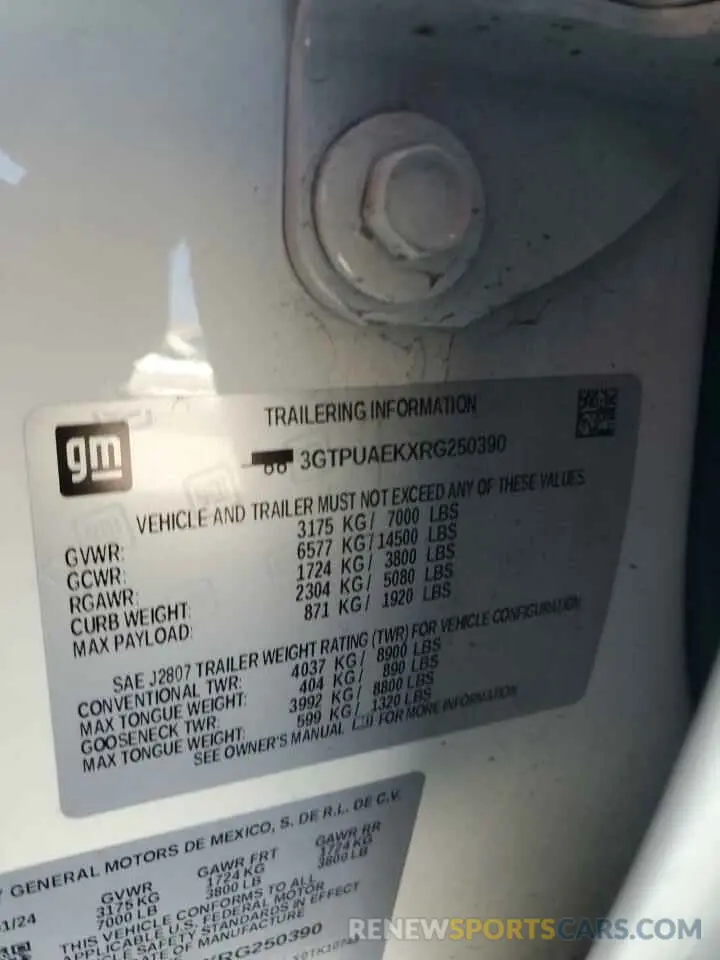 TRAILERING INFORMATION
gm
3GTPUAEKXRG250390
VEHICLE AND TRAILER MUST NOT EXCEED ANY OF THESE VALUES
GVWR: 3175 KG/ 7000 LBS
GCWR: 6577 KG/14500 LBS
RGAWR: 1724 KG/ 3800 LBS
CURB WEIGHT: 2304 KG/ 5080 LBS
MAX PAYLOAD: 871 KG/ 1920 LBS
SAE J2807 TRAILER WEIGHT RATING (TWR) FOR VEHICLE CONFIGURATION
CONVENTIONAL TWR: 4037 KG/ 8900 LBS
MAX TONGUE WEIGHT: 404 KG/ 890 LBS
GOOSENECK TWR: 3992 KG/ 8800 LBS
MAX TONGUE WEIGHT: 599 KG/ 1320 LBS
SEE OWNER'S MANUAL FOR MORE INFORMATION
GENERAL MOTORS DE MEXICO, S. DE R.L. DE C.V.
GVWR GAWR FRT GAWR RR
1/24 3175 KG 1724 KG 1724 KG
7000 LB 3800 LB 3800 LB
THIS VEHICLE CONFORMS TO ALL
APPLICABLE U.S. FEDERAL MOTOR
VEHICLE SAFETY STANDARDS IN EFFECT
DATE OF MANUFACTURE
XRG250390
RENEWSPORTSCARS.COM